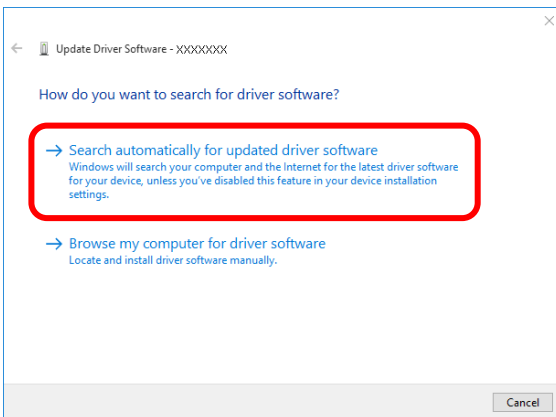 Update Driver Software - XXXXXXX
How do you want to search for driver software?
Search automatically for updated driver software
Windows will search your computer and the Internet for the latest driver software
for your device, unless you've disabled this feature in your device installation
settings.
Browse my computer for driver software
Locate and install driver software manually.
Cancel